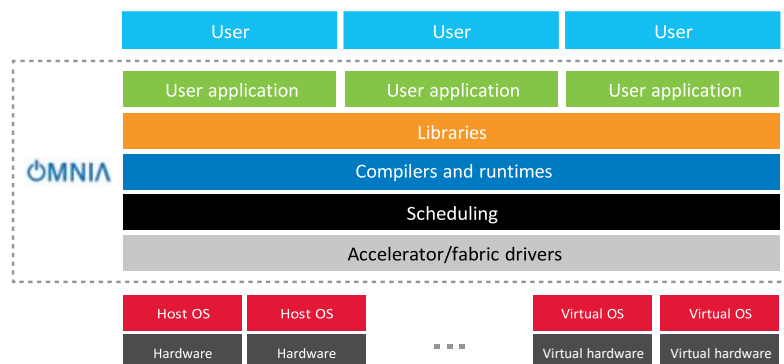 User User User
User application User application User application
Libraries
OMNIA
Compilers and runtimes
Scheduling
Accelerator/fabric drivers
Host OS Host OS Virtual OS Virtual OS
Hardware Hardware Virtual hardware Virtual hardware